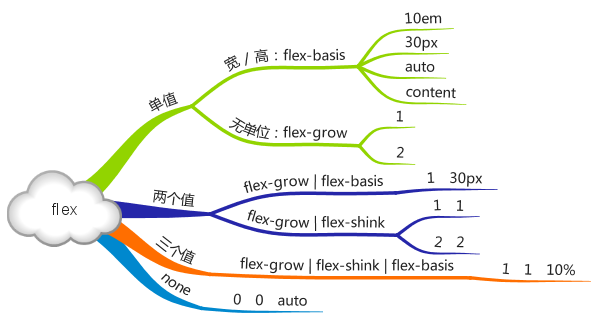 flex
单值
宽 / 高 : flex-basis
10em
30px
auto
content
无单位 : flex-grow
1
2
两个值
flex-grow | flex-basis
1 30px
flex-grow | flex-shink
1 1
2 2
三个值
flex-grow | flex-shink | flex-basis
1 1 10%
none
0 0 auto